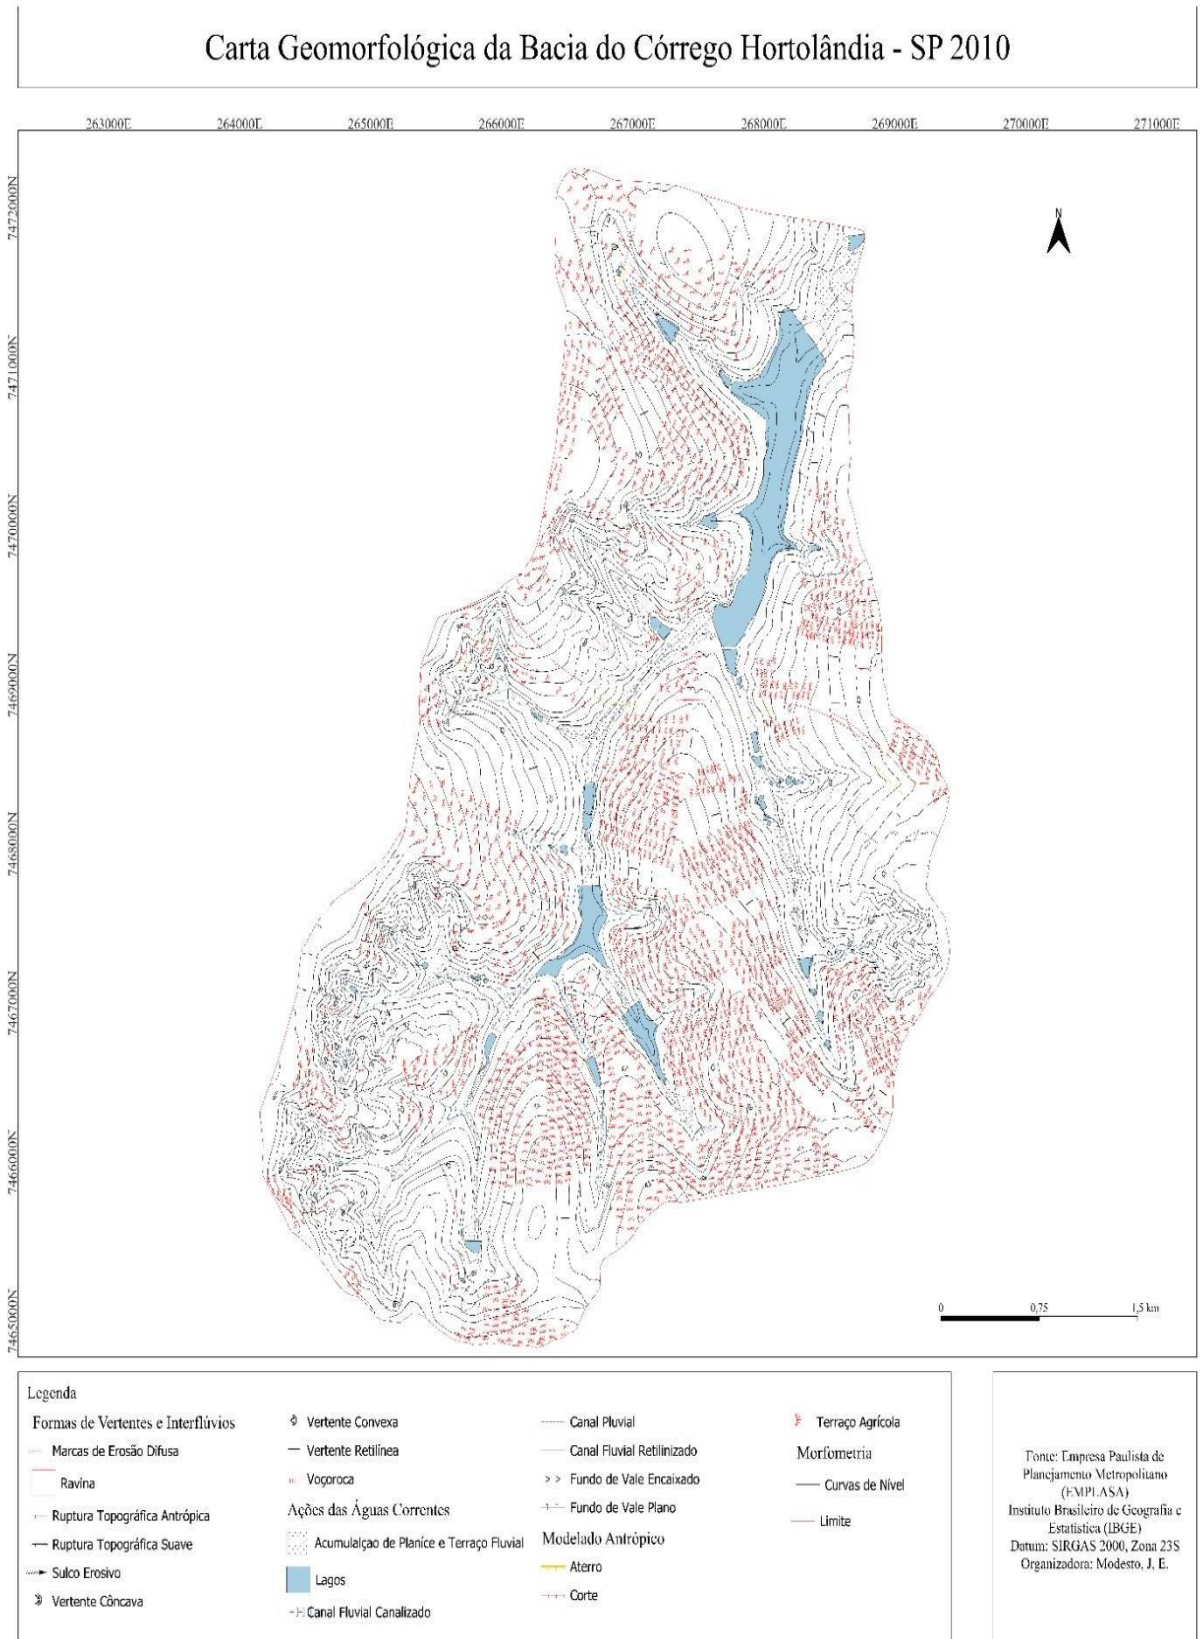 Carta Geomorfológica da Bacia do Córrego Hortolândia - SP 2010
263000E 264000E 265000E 266000E 267000E 268000E 269000E 270000E 271000E
7472000N
7471000N
7470000N
7469000N
7468000N
7467000N
7466000N
7465000N
N
0 0,75 1,5 km
Legenda
Formas de Vertentes e Interflúvios
Marcas de Erosão Difusa
Ravina
Ruptura Topográfica Antrópica
Ruptura Topográfica Suave
Sulco Erosivo
Vertente Côncava
Vertente Convexa
Vertente Retilínea
Voçoroca
Ações das Águas Correntes
Acumulalçao de Planíce e Terraço Fluvial
Lagos
Canal Fluvial Canalizado
Canal Pluvial
Canal Fluvial Retilinizado
Fundo de Vale Encaixado
Fundo de Vale Plano
Modelado Antrópico
Aterro
Corte
Terraço Agrícola
Morfometria
Curvas de Nível
Limite
Fonte: Empresa Paulista de
Planejamento Metropolitano
(EMPLASA)
Instituto Brasileiro de Geografia e
Estatística (IBGE)
Datum: SIRGAS 2000, Zona 23S
Organizadora: Modesto, J. E.